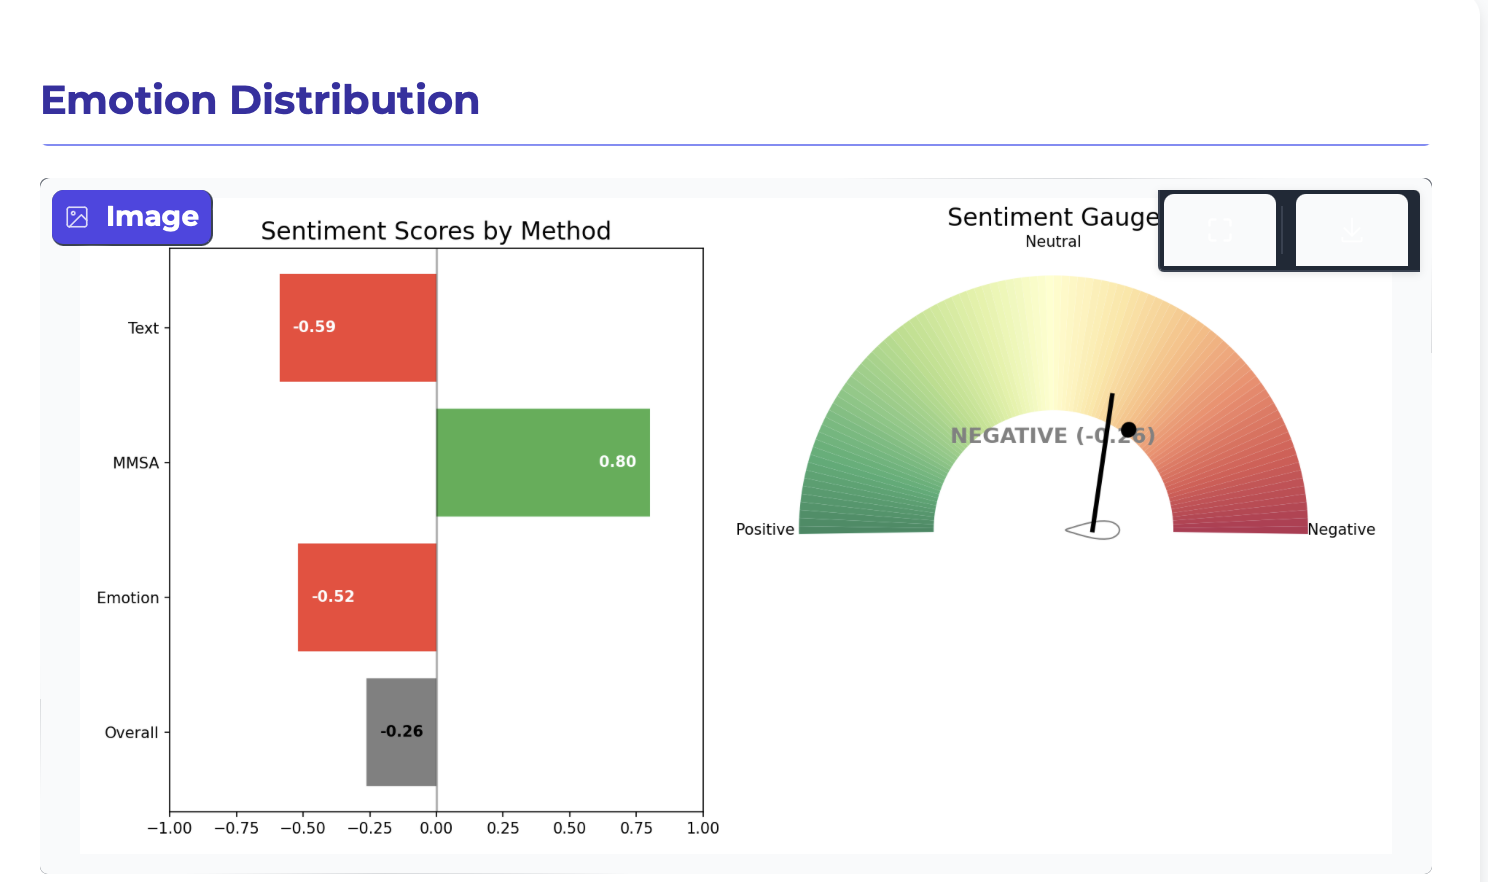 Emotion Distribution
Image
Sentiment Scores by Method
Text
-0.59
MMSA
0.80
Emotion
-0.52
Overall
-0.26
−1.00 −0.75 −0.50 −0.25 0.00 0.25 0.50 0.75 1.00
Sentiment Gauge
Neutral
NEGATIVE (-0.26)
Positive
Negative